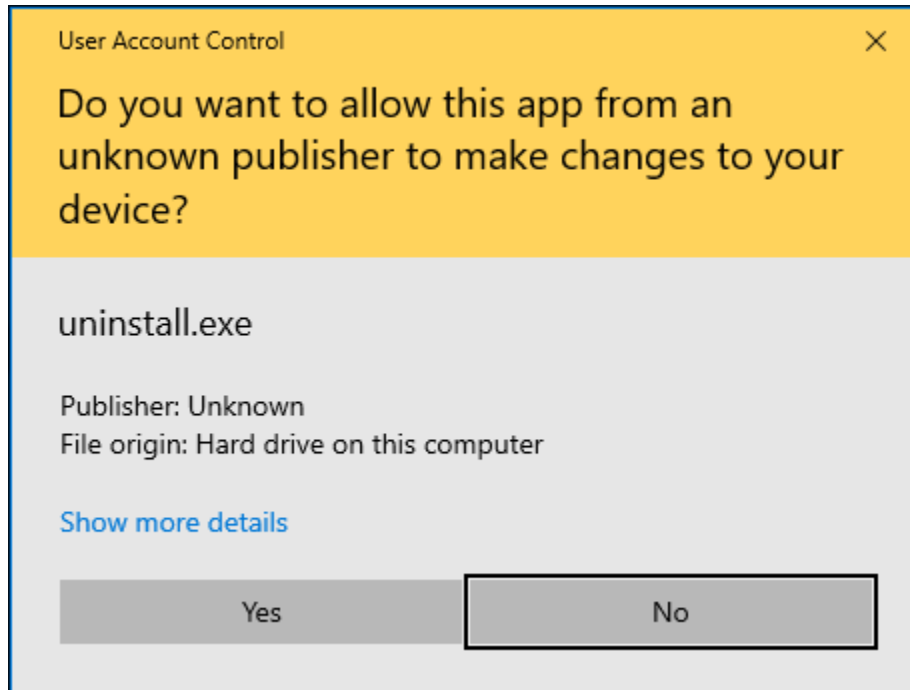 User Account Control
Do you want to allow this app from an
unknown publisher to make changes to your
device?
uninstall.exe
Publisher: Unknown
File origin: Hard drive on this computer
Show more details
Yes
No